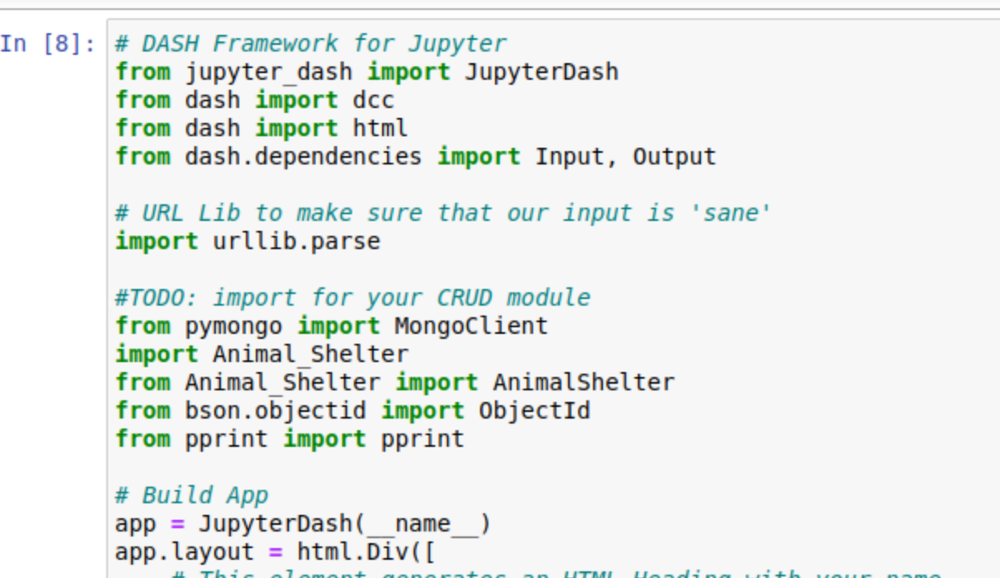 In [8]: # DASH Framework for Jupyter
from jupyter_dash import JupyterDash
from dash import dcc
from dash import html
from dash.dependencies import Input, Output
# URL Lib to make sure that our input is 'sane'
import urllib.parse
#TODO: import for your CRUD module
from pymongo import MongoClient
import Animal_Shelter
from Animal_Shelter import AnimalShelter
from bson.objectid import ObjectId
from pprint import pprint
# Build App
app = JupyterDash(__name__)
app.layout = html.Div([
# This element generates an HTML Heading with your name